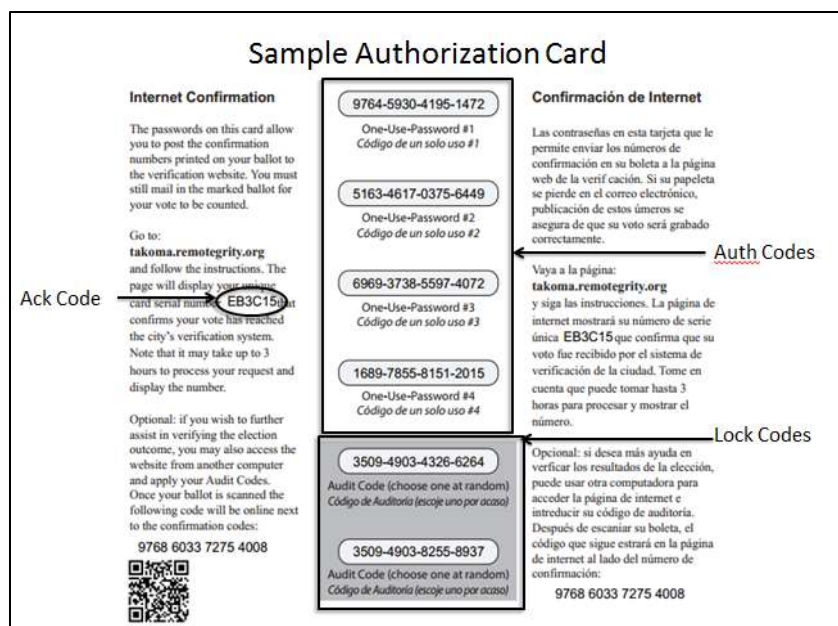 Sample Authorization Card
Internet Confirmation
The passwords on this card allow
you to post the confirmation
numbers printed on your ballot to
the verification website. You must
still mail in the marked ballot for
your vote to be counted.
Go to:
takoma.remotegrity.org
and follow the instructions. The
page will display your unique
card serial number EB3C15 that
confirms your vote has reached
the city's verification system.
Note that it may take up to 3
hours to process your request and
display the number.
Optional: if you wish to further
assist in verifying the election
outcome, you may also access the
website from another computer
and apply your Audit Codes.
Once your ballot is scanned the
following code will be online next
to the confirmation codes:
9768 6033 7275 4008
Ack Code
9764-5930-4195-1472
One-Use-Password #1
Código de un solo uso #1
5163-4617-0375-6449
One-Use-Password #2
Código de un solo uso #2
6969-3738-5597-4072
One-Use-Password #3
Código de un solo uso #3
1689-7855-8151-2015
One-Use-Password #4
Código de un solo uso #4
3509-4903-4326-6264
Audit Code (choose one at random)
Código de Auditoría (escoje uno por acaso)
3509-4903-8255-8937
Audit Code (choose one at random)
Código de Auditoría (escoje uno por acaso)
Confirmación de Internet
Las contraseñas en esta tarjeta que le
permite enviar los números de
confirmación en su boleta a la página
web de la verif cación. Si su papeleta
se pierde en el correo electrónico,
publicación de estos úmeros se
asegura de que su voto será grabado
correctamente.
Vaya a la página:
takoma.remotegrity.org
y siga las instrucciones. La página de
internet mostrará su número de serie
única EB3C15 que confirma que su
voto fue recibido por el sistema de
verificación de la ciudad. Tome en
cuenta que puede tomar hasta 3
horas para procesar y mostrar el
número.
Opcional: si desea más ayuda en
verficar los resultados de la elección,
puede usar otra computadora para
acceder la página de internet e
intreducir su código de auditoría.
Después de escaniar su boleta, el
código que sigue estrará en la página
de internet al lado del número de
confirmación:
9768 6033 7275 4008
Auth Codes
Lock Codes